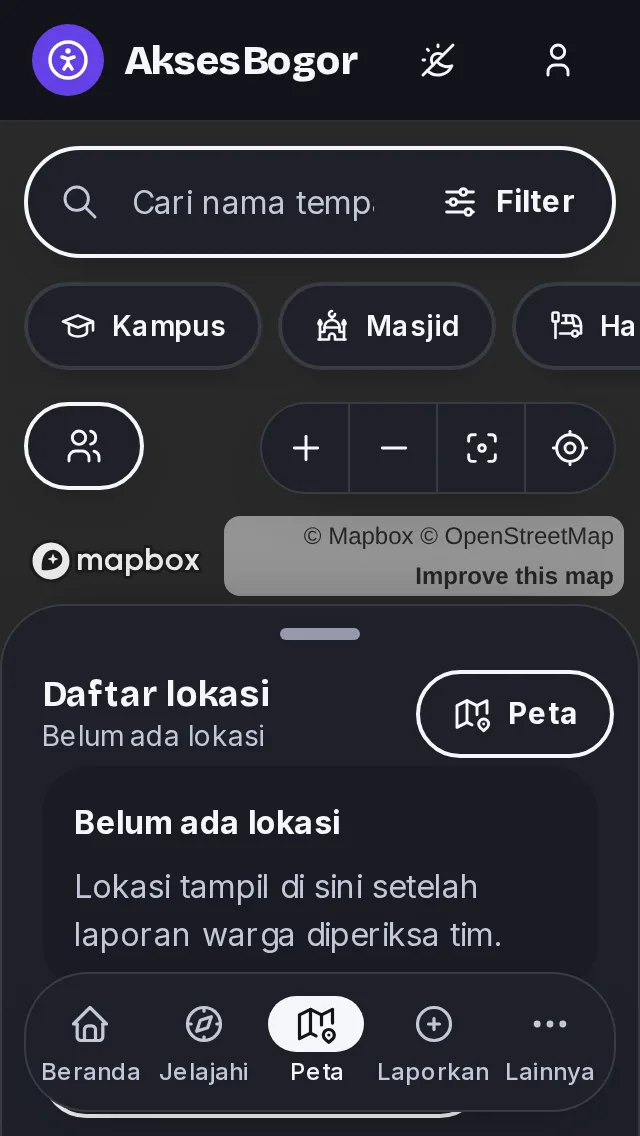 AksesBogor
Cari nama temp
Filter
Kampus
Masjid
Ha
mapbox
© Mapbox © OpenStreetMap
Improve this map
Daftar lokasi
Belum ada lokasi
Peta
Belum ada lokasi
Lokasi tampil di sini setelah
laporan warga diperiksa tim.
Beranda
Jelajahi
Peta
Laporkan
Lainnya